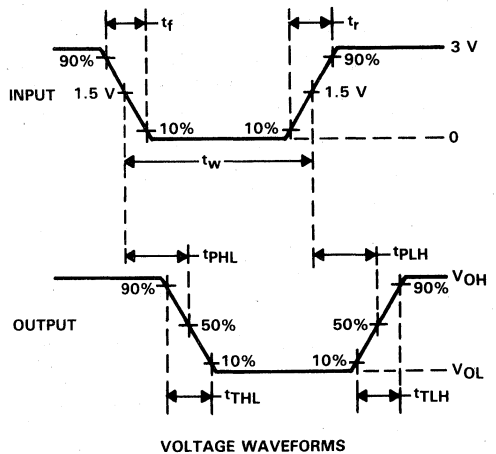 tf tr
3 V
90% 90%
INPUT 1.5 V 1.5 V
10% 10%
0
tw
tPHL tPLH
VOH
90% 90%
OUTPUT 50% 50%
10% 10%
VOL
tTHL tTLH
VOLTAGE WAVEFORMS